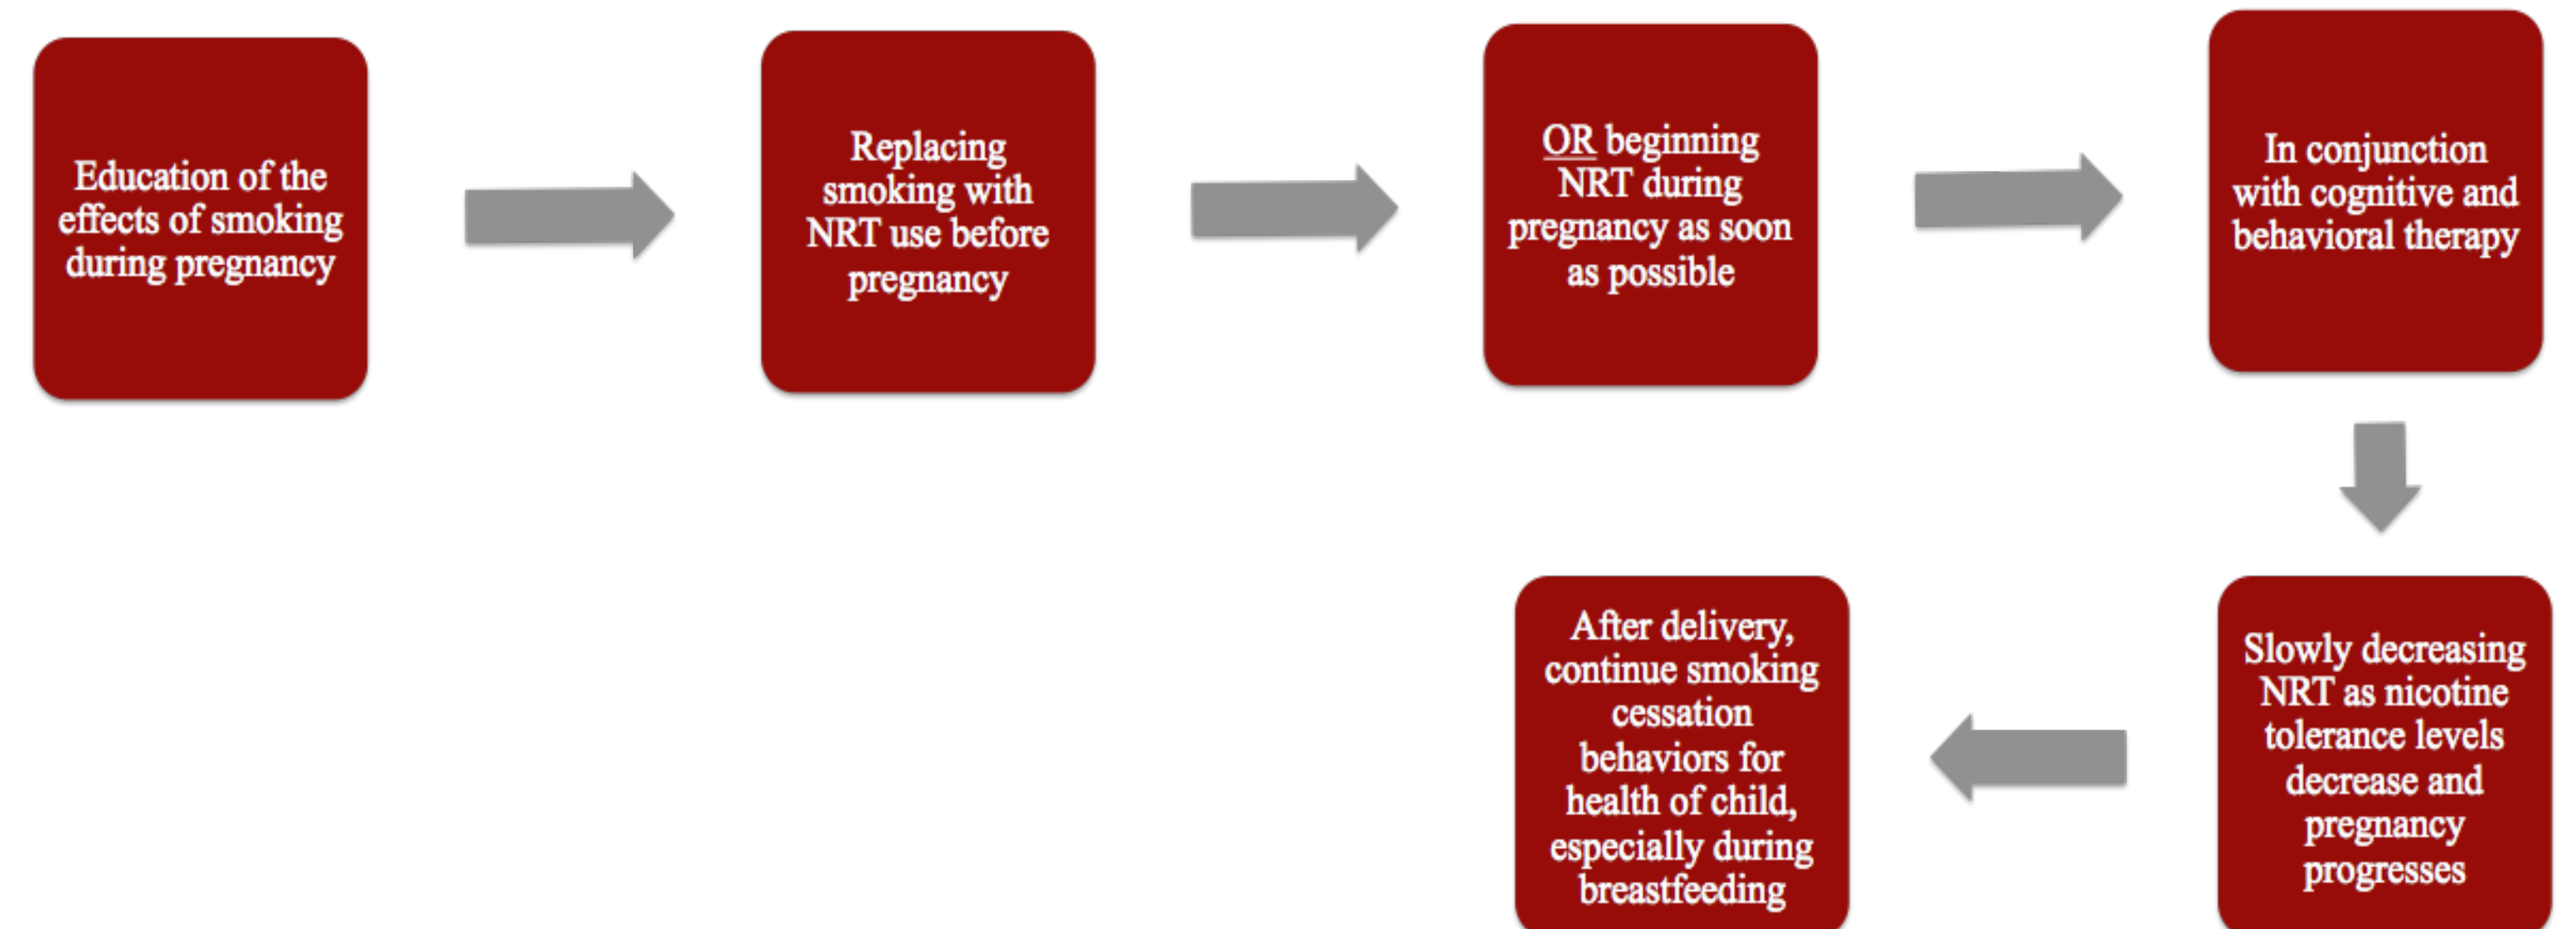 Education of the
effects of smoking
during pregnancy
Replacing
smoking with
NRT use before
pregnancy
OR beginning
NRT during
pregnancy as soon
as possible
In conjunction
with cognitive and
behavioral therapy
Slowly decreasing
NRT as nicotine
tolerance levels
decrease and
pregnancy
progresses
After delivery,
continue smoking
cessation
behaviors for
health of child,
especially during
breastfeeding